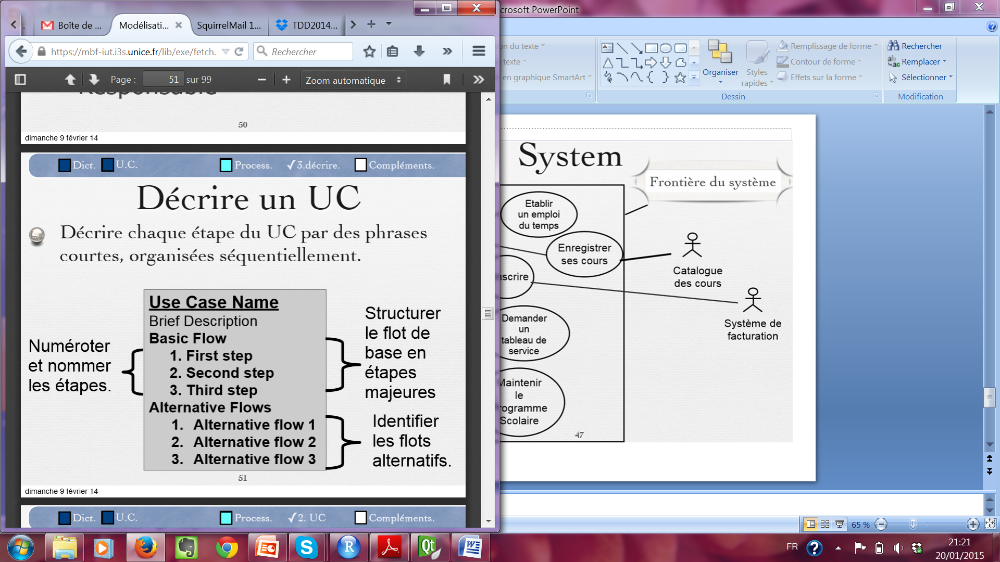 Boîte de ...
Modélisati...
SquirrelMail 1...
TDD2014...
https://mbf-iut.i3s.unice.fr/lib/exe/fetch.
Rechercher
Page :
51
sur 99
Zoom automatique
Responsable
50
dimanche 9 février 14
Dict.
U.C.
Process.
✓3.décrire.
Compléments.
Décrire un UC
Décrire chaque étape du UC par des phrases
courtes, organisées séquentiellement.
Numéroter
et nommer
les étapes.
Use Case Name
Brief Description
Basic Flow
1. First step
2. Second step
3. Third step
Alternative Flows
1. Alternative flow 1
2. Alternative flow 2
3. Alternative flow 3
Structurer
le flot de
base en
étapes
majeures
Identifier
les flots
alternatifs.
51
dimanche 9 février 14
Dict.
U.C.
Process.
✓2. UC
Compléments.
crosoft PowerPoint
on du texte
texte
en graphique SmartArt
Organiser
Styles
rapides
Remplissage de forme
Contour de forme
Effets sur la forme
Dessin
Rechercher
Remplacer
Sélectionner
Modification
System
Frontière du système
Etablir
un emploi
du temps
Enregistrer
ses cours
nscrire
Demander
un
tableau de
service
Maintenir
le
rogramme
Scolaire
47
Catalogue
des cours
Système de
facturation
65 %
FR
21:21
20/01/2015